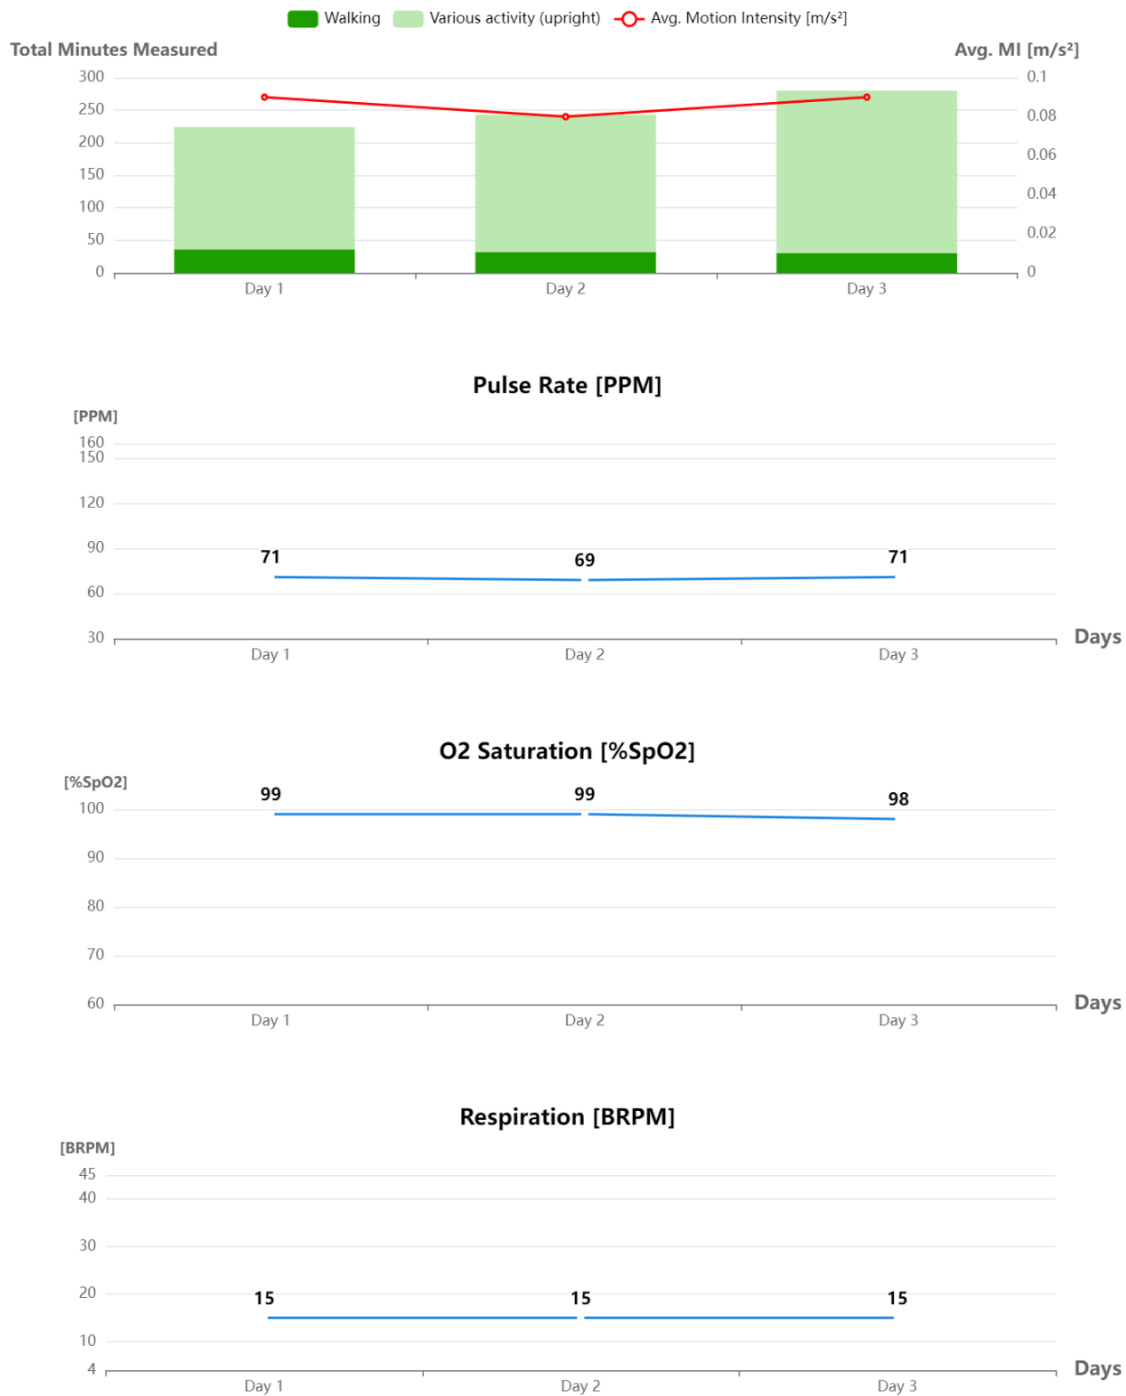 Walking Various activity (upright) Avg. Motion Intensity [m/s²]
Total Minutes Measured Avg. MI [m/s²]
300 0.1
250 0.08
200
0.06
150
0.04
100
0.02
50
0 0
Day 1 Day 2 Day 3
Pulse Rate [PPM]
[PPM]
160
150
120
90
71 69 71
60
30 Days
Day 1 Day 2 Day 3
O2 Saturation [%SpO2]
[%SpO2]
99 99 98
100
90
80
70
60 Days
Day 1 Day 2 Day 3
Respiration [BRPM]
[BRPM]
45
40
30
20
15 15 15
10
4 Days
Day 1 Day 2 Day 3